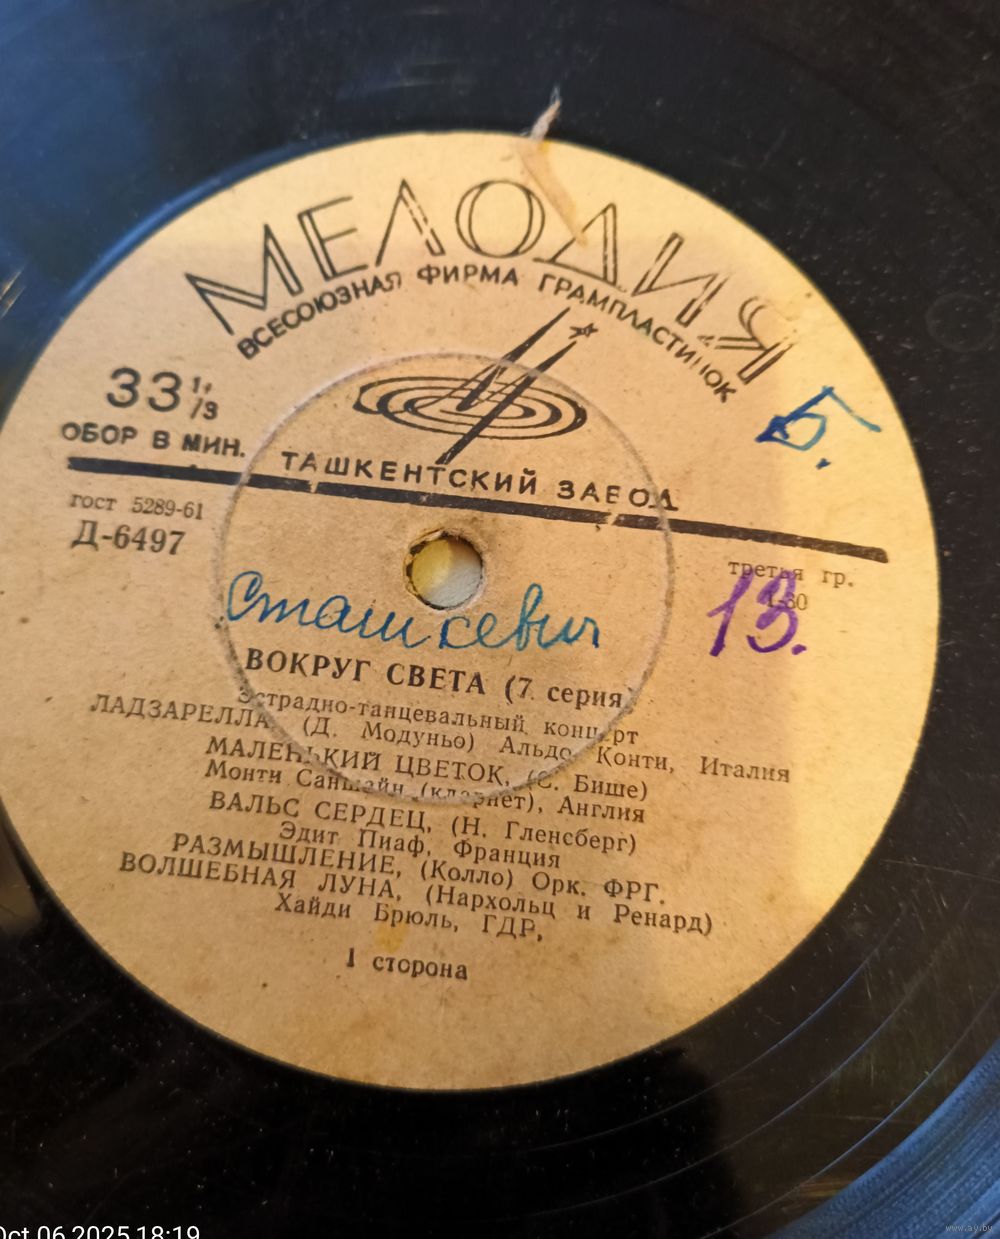 МЕЛОДИЯ
ВСЕСОЮЗНАЯ ФИРМА ГРАМПЛАСТИНОК
33 1/3
ОБОР В МИН.
ТАШКЕНТСКИЙ ЗАВОД
Б.
гост 5289-61
Д-6497
третья гр.
13.
Сташкевич
ВОКРУГ СВЕТА (7 серия)
Эстрадно-танцевальный концерт
ЛАДЗАРЕЛЛА, (Д. Модуньо) Альдо Конти, Италия
МАЛЕНЬКИЙ ЦВЕТОК, (С. Бише)
Монти Саншайн (кларнет), Англия
ВАЛЬС СЕРДЕЦ, (Н. Гленсберг)
Эдит Пиаф, Франция
РАЗМЫШЛЕНИЕ, (Колло) Орк. ФРГ.
ВОЛШЕБНАЯ ЛУНА, (Нархольц и Ренард)
Хайди Брюль, ГДР,
1 сторона
Oct 06 2025 18:19
www.ay.by